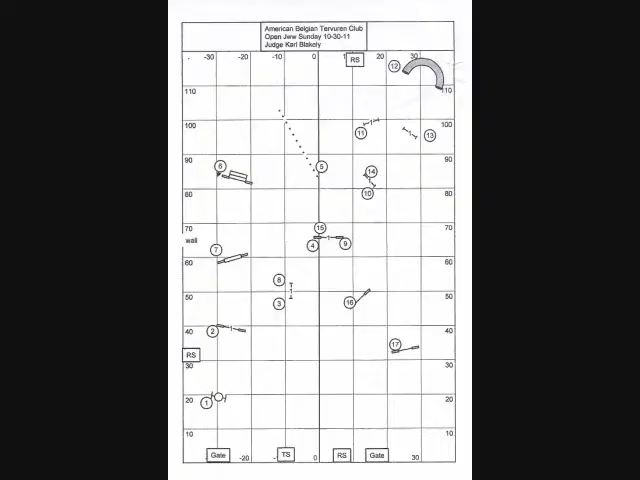 American Belgian Tervuren Club
Open Jww Sunday 10-30-11
Judge Karl Blakely
-30 -20 -10 0 RS 20 30
12
110 110
100 100
11 13
90 90
6 5 14
80 10 80
70 15 70
wall 4 9
7
60 60
8
50 3 16 50
40 2 40
17
RS
30 30
20 1 20
10 10
Gate -20 TS 0 RS Gate 30